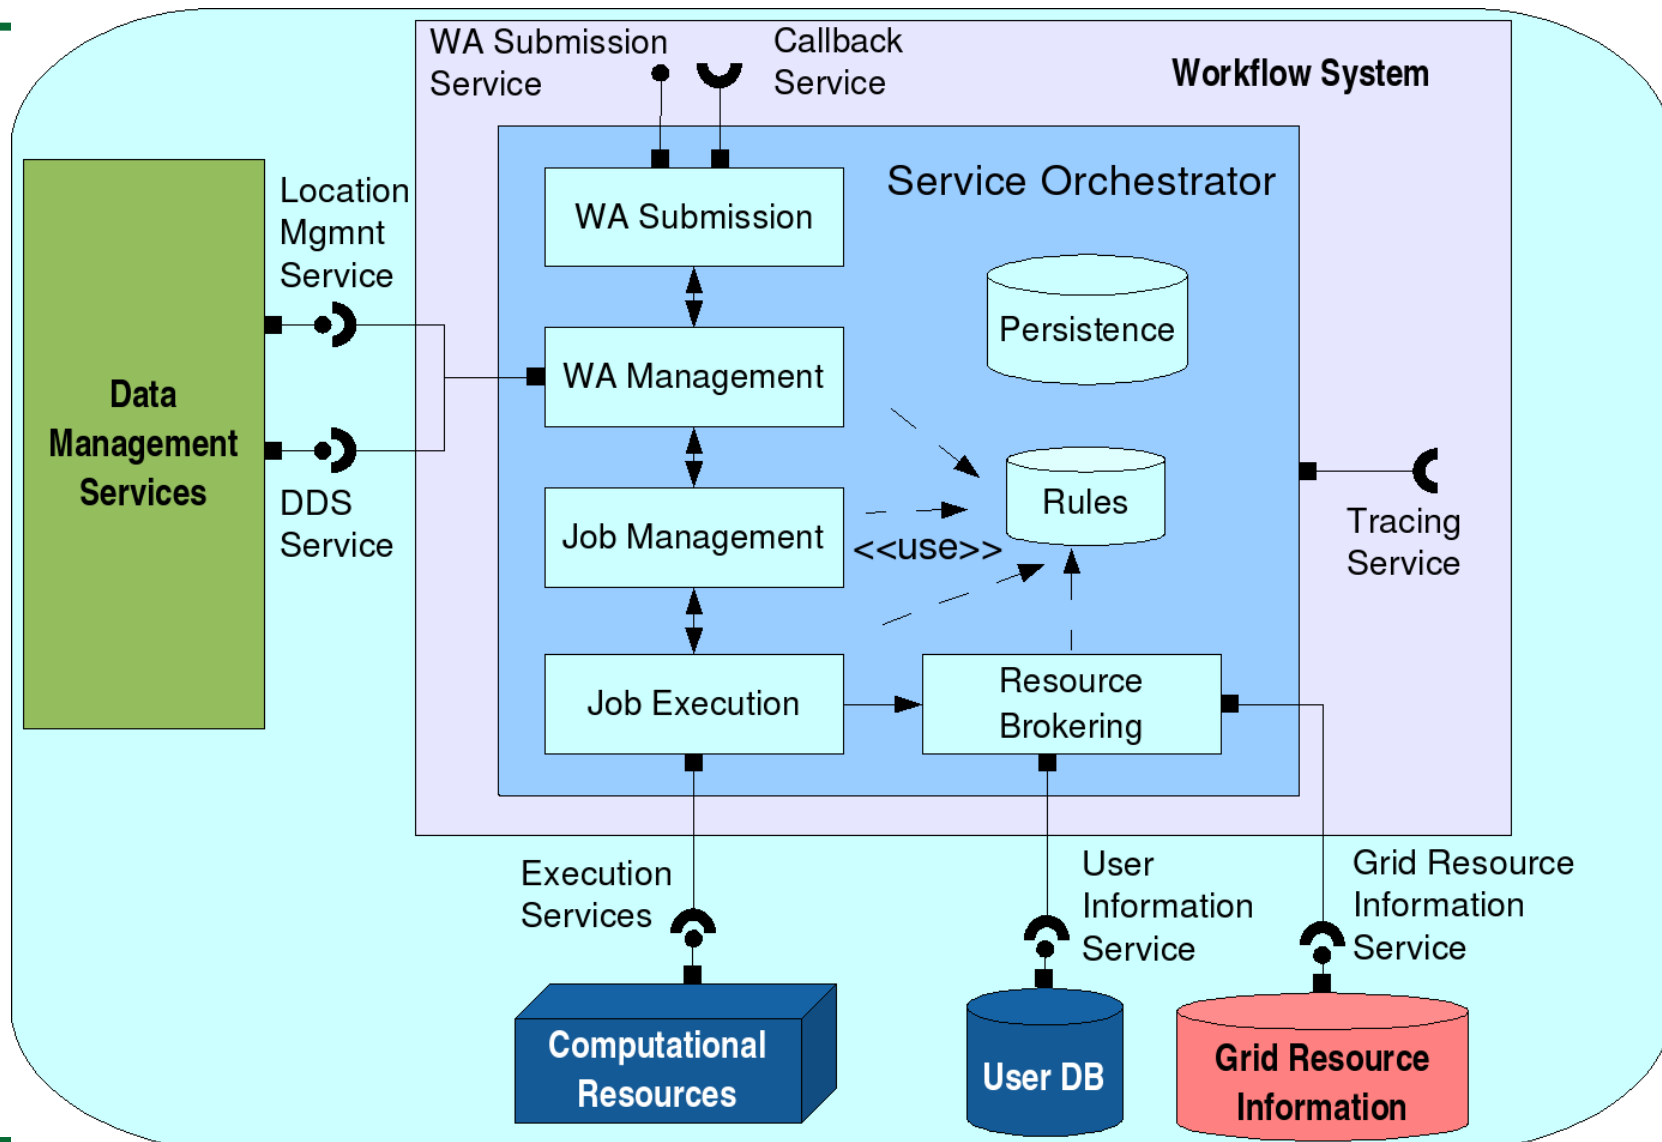 WA Submission
Service
Callback
Service
Workflow System
Location
Mgmnt
Service
Service Orchestrator
WA Submission
Persistence
WA Management
Data
Management
Services
DDS
Service
Rules
Job Management
<<use>>
Tracing
Service
Job Execution
Resource
Brokering
Execution
Services
User
Information
Service
Grid Resource
Information
Service
Computational
Resources
User DB
Grid Resource
Information